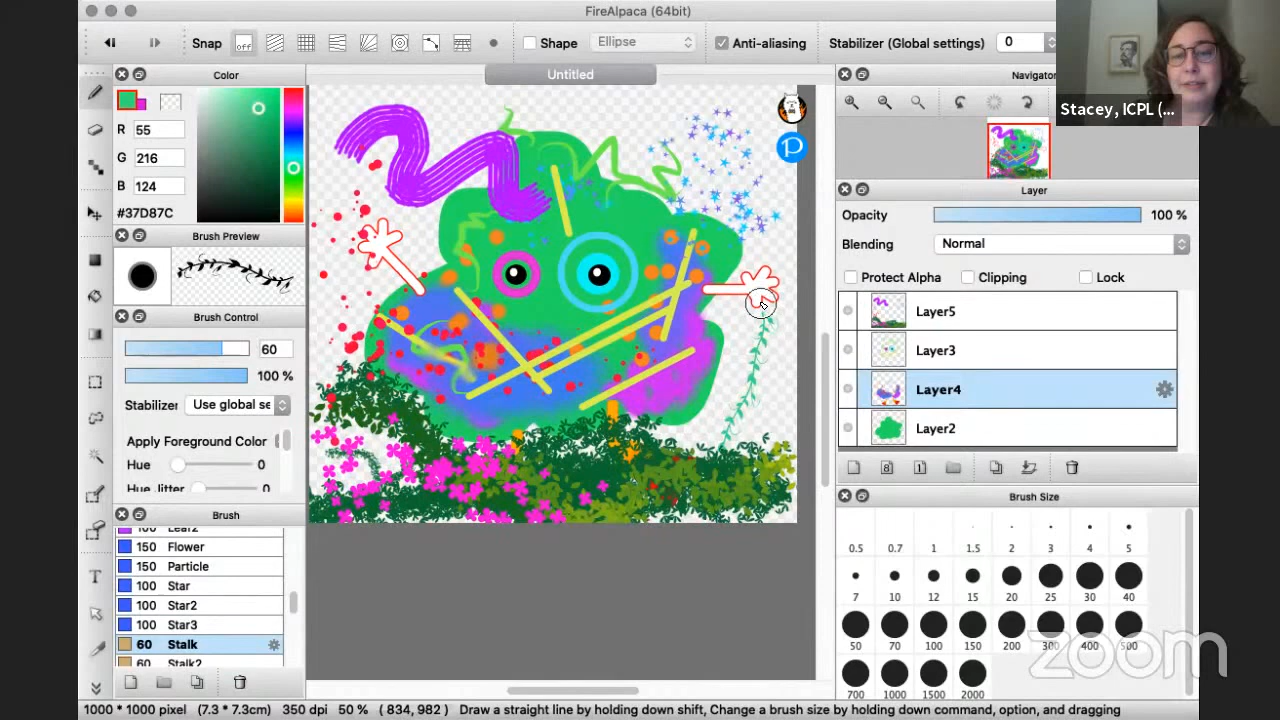 FireAlpaca (64bit)
Snap
off
Shape
Ellipse
Anti-aliasing
Stabilizer (Global settings)
0
Color
Untitled
Navigato
Stacey, ICPL (...
R
55
G
216
B
124
#37D87C
Brush Preview
Layer
Opacity
100 %
Blending
Normal
Protect Alpha
Clipping
Lock
Brush Control
60
100 %
Stabilizer
Use global se
Apply Foreground Color
Hue
0
Hue Jitter
0
Layer5
Layer3
Layer4
Layer2
8
1
Brush
100 Leaf2
150 Flower
150 Particle
100 Star
100 Star2
100 Star3
60 Stalk
60 Stalk2
Brush Size
0.5 0.7 1 1.5 2 3 4 5
7 10 12 15 20 25 30 40
50 70 100 150 200 300 400 500
700 1000 1500 2000
zoom
T
P
1000 * 1000 pixel (7.3 * 7.3cm) 350 dpi 50 % ( 834, 982 ) Draw a straight line by holding down shift, Change a brush size by holding down command, option, and dragging